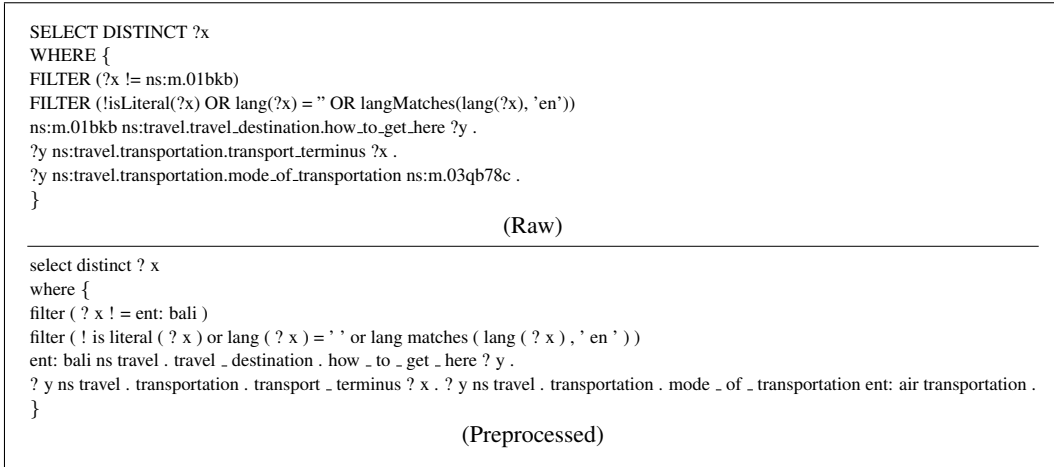 SELECT DISTINCT ?x
WHERE {
FILTER (?x != ns:m.01bkb)
FILTER (!isLiteral(?x) OR lang(?x) = ” OR langMatches(lang(?x), 'en'))
ns:m.01bkb ns:travel.travel_destination.how_to_get_here ?y .
?y ns:travel.transportation.transport_terminus ?x .
?y ns:travel.transportation.mode_of_transportation ns:m.03qb78c .
}
(Raw)
select distinct ? x
where {
filter ( ? x ! = ent: bali )
filter ( ! is literal ( ? x ) or lang ( ? x ) = ’ ’ or lang matches ( lang ( ? x ) , ’ en ’ ) )
ent: bali ns travel . travel _ destination . how _ to _ get _ here ? y .
? y ns travel . transportation . transport _ terminus ? x . ? y ns travel . transportation . mode _ of _ transportation ent: air transportation .
}
(Preprocessed)